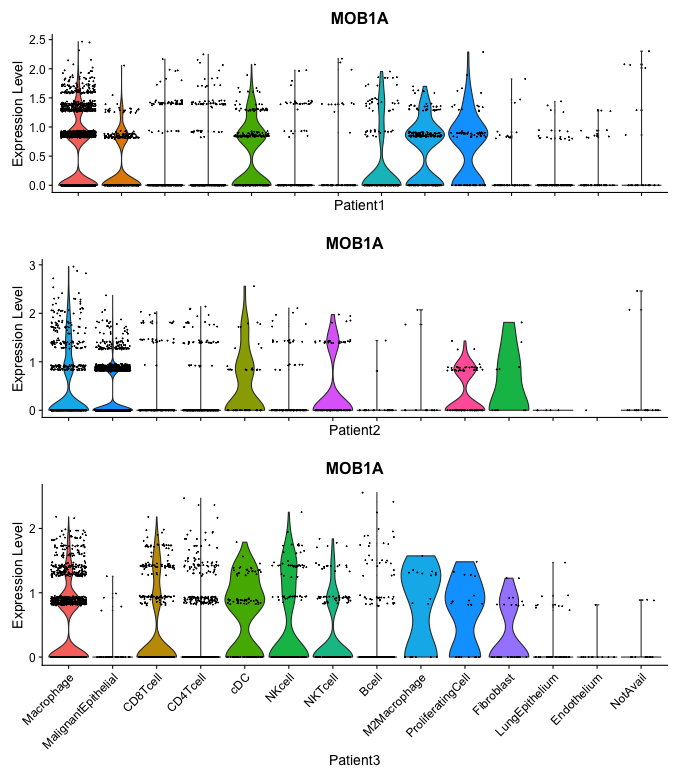 MOB1A
Expression Level
2.5
2.0
1.5
1.0
0.5
0.0
Patient1
MOB1A
Expression Level
3
2
1
0
Patient2
MOB1A
Expression Level
2
1
0
Macrophage
MalignantEpithelial
CD8Tcell
CD4Tcell
cDC
NKcell
NKTcell
Bcell
M2Macrophage
ProliferatingCell
Fibroblast
LungEpithelium
Endothelium
NotAvail
Patient3